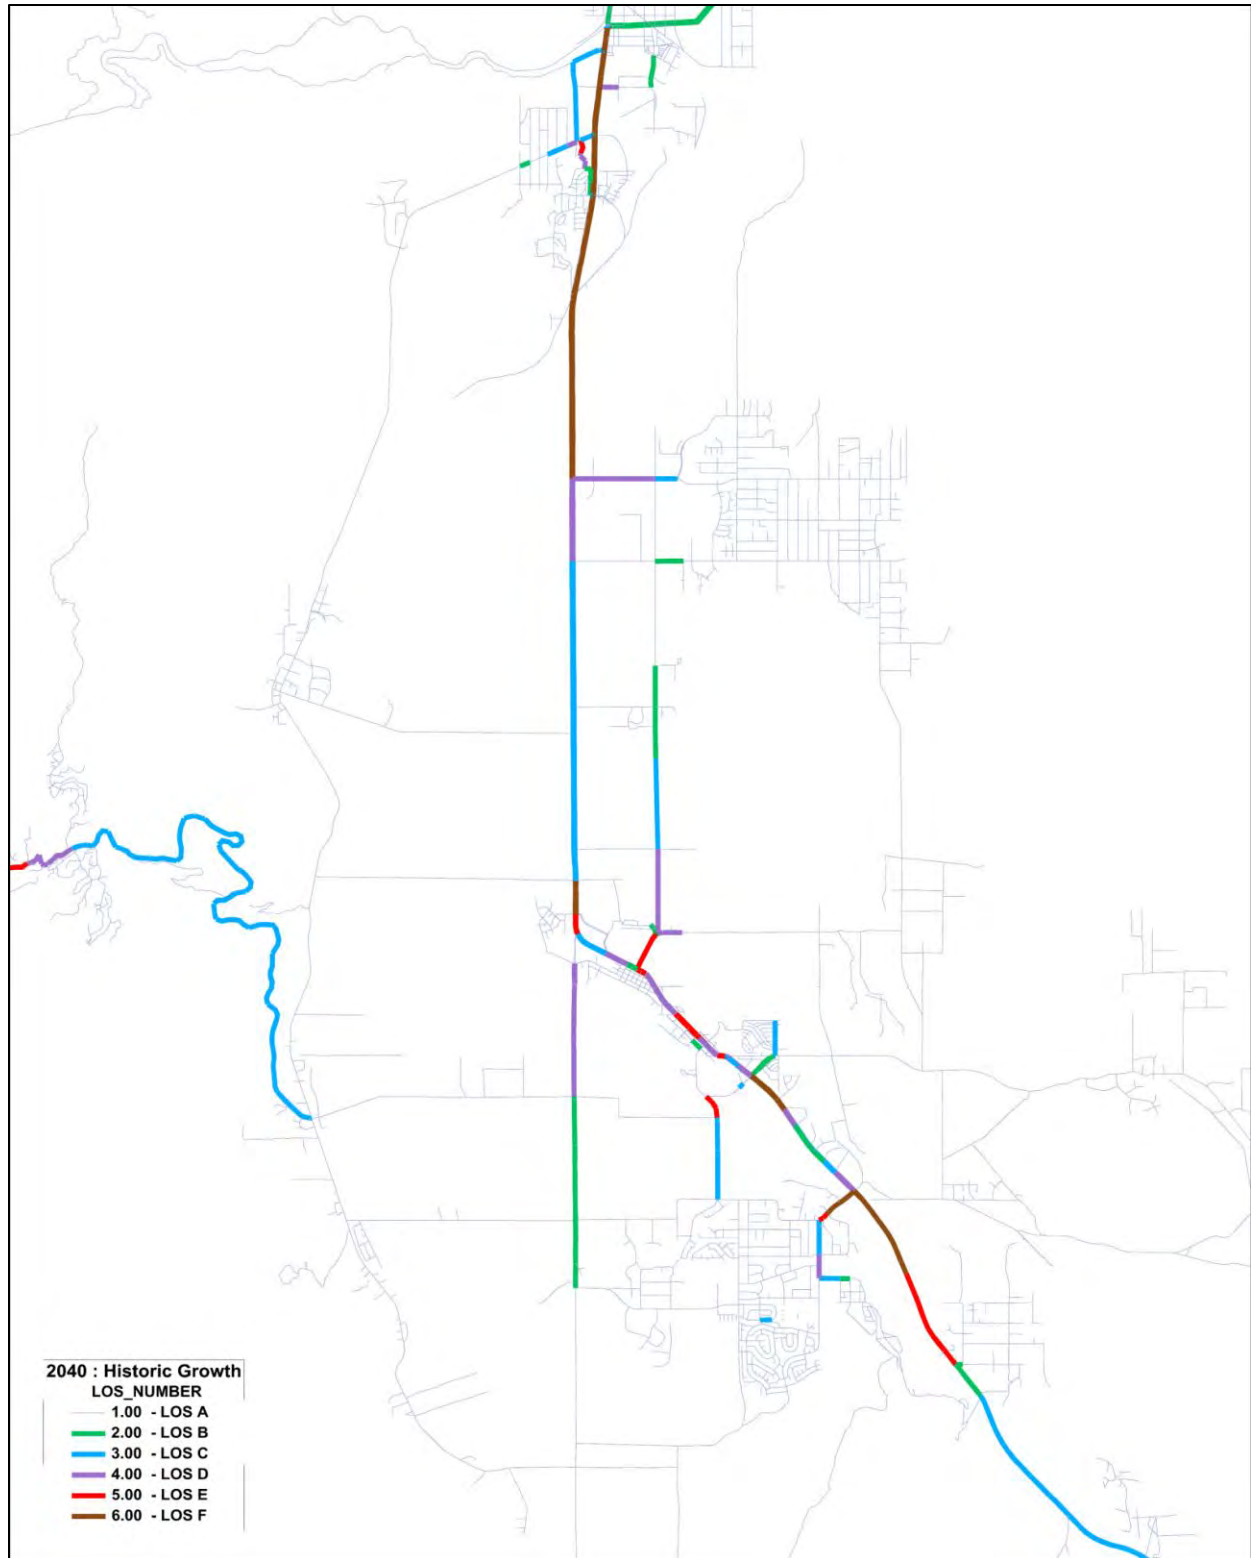 2040 : Historic Growth
LOS_NUMBER
1.00 - LOS A
2.00 - LOS B
3.00 - LOS C
4.00 - LOS D
5.00 - LOS E
6.00 - LOS F